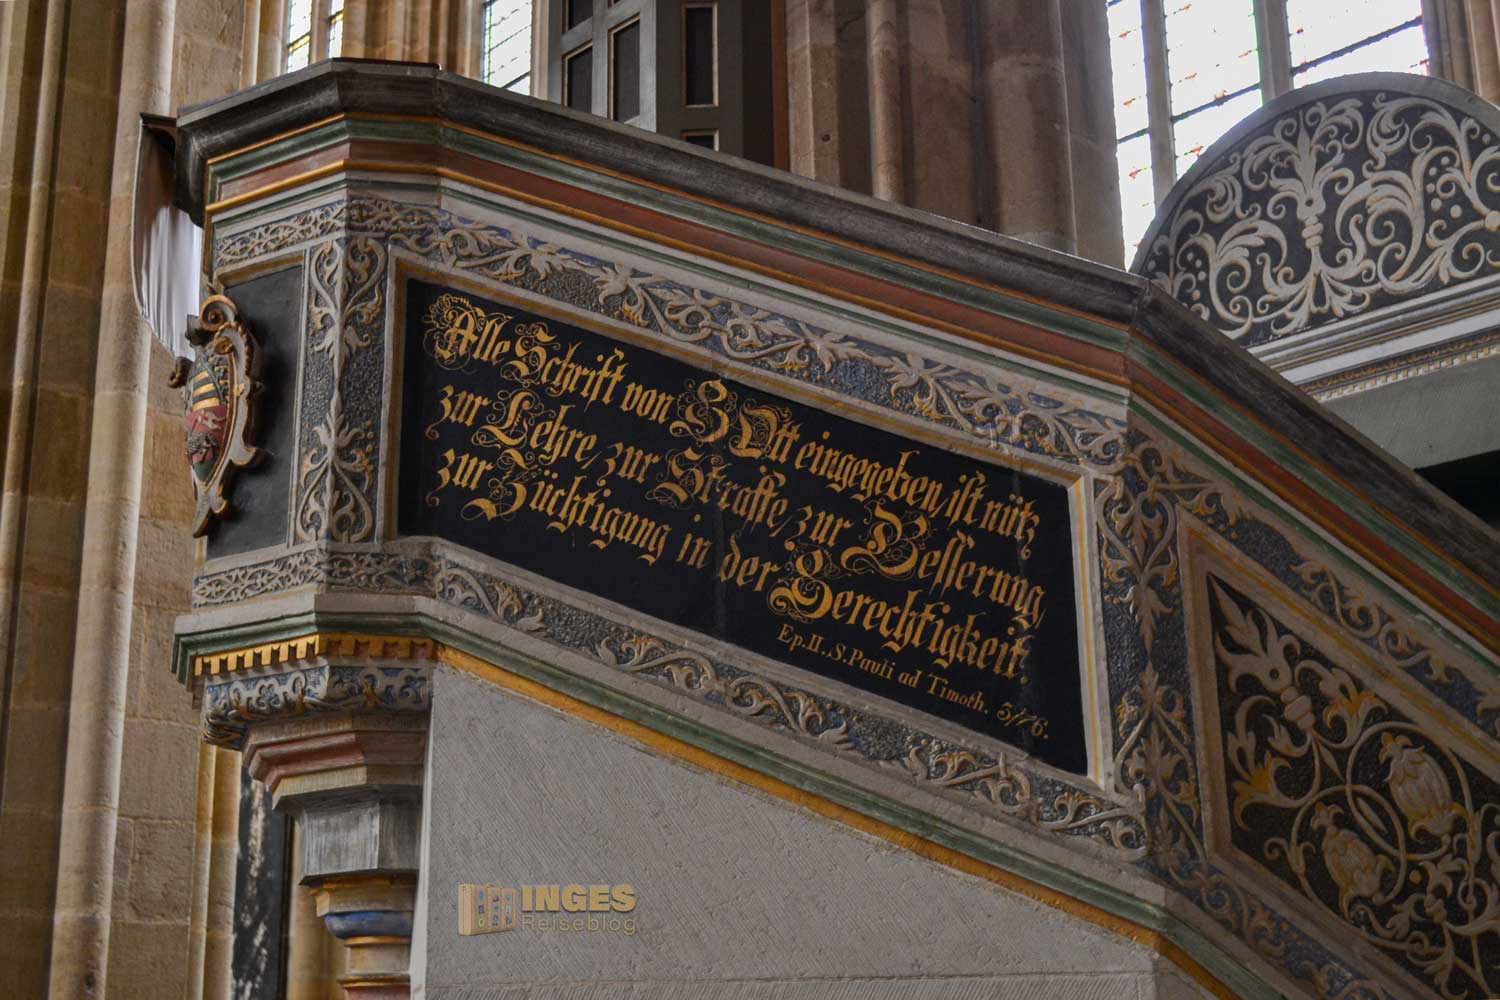 Alle Schrift von GOtt eingegeben, ist nütz
zur Lehre, zur Straffe, zur Besserung,
zur Züchtigung in der Gerechtigkeit.
Ep. II. S. Pauli ad Timoth. 3/16.
INGES
Reiseblog